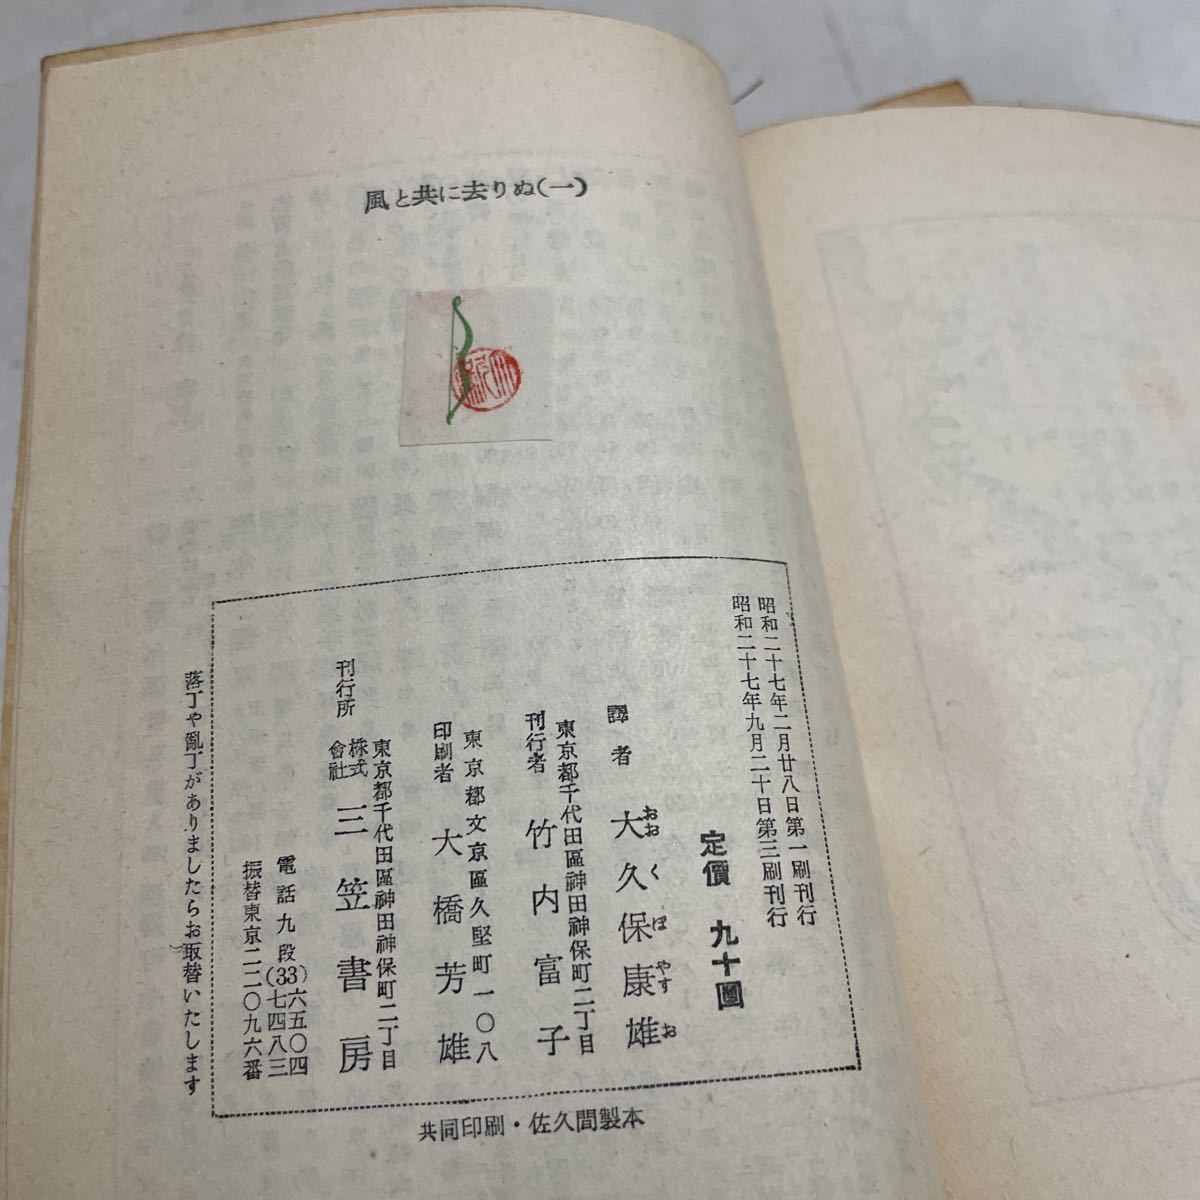 風と共に去りぬ(一)
昭和二十七年二月廿八日第一刷刊行
昭和二十七年九月二十日第三刷刊行
定價 九十圓
譯者 大久保康雄
おおくぼやすお
東京都千代田區神田神保町二丁目
刊行者 竹内富子
東京都文京區久堅町一〇八
印刷者 大橋芳雄
東京都千代田區神田神保町二丁目
刊行所 株式會社 三笠書房
電話九段(33)六五〇四
七四八三
振替東京二二〇九六番
落丁や亂丁がありましたらお取替いたします
共同印刷・佐久間製本